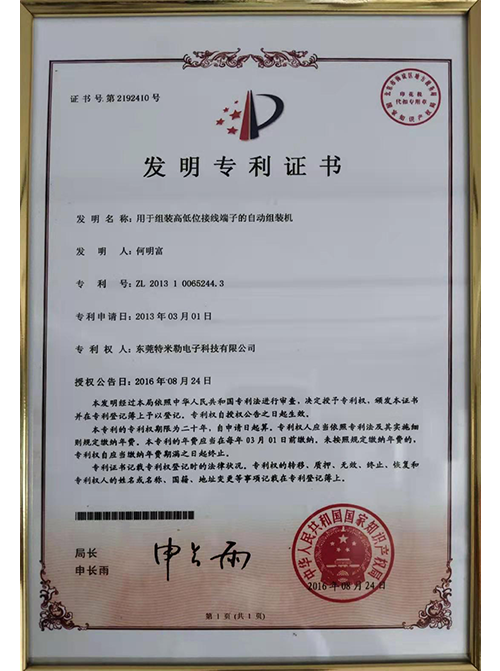 证书号第2192410号
印花税
代扣专用章
国家知识产权局
发明专利证书
发明名称：用于组装高低位接线端子的自动组装机
发明人：何明富
专利号：ZL 2013 1 0065244.3
专利申请日：2013年03月01日
专利权人：东莞特米勒电子科技有限公司
授权公告日：2016年08月24日
本发明经过本局依照中华人民共和国专利法进行审查，决定授予专利权，颁发本证书
并在专利登记簿上予以登记。专利权自授权公告之日起生效。
本专利的专利权期限为二十年，自申请日起算。专利权人应当依照专利法及其实施细
则规定缴纳年费。本专利的年费应当在每年03月01日前缴纳。未按照规定缴纳年费的，
专利权自应当缴纳年费期满之日起终止。
专利证书记载专利权登记时的法律状况。专利权的转移、质押、无效、终止、恢复和
专利权人的姓名或名称、国籍、地址变更等事项记载在专利登记簿上。
局长
申长雨
申长雨
中华人民共和国国家知识产权局
2016年08月24日
第1页（共1页）